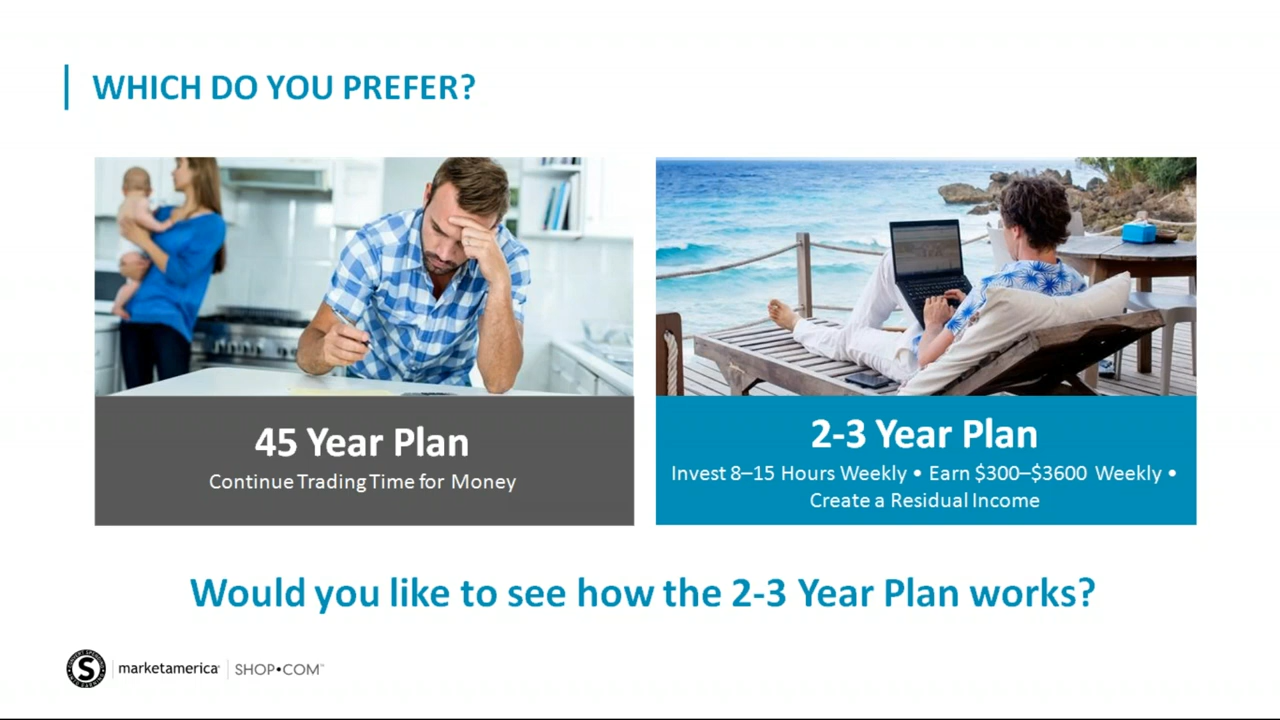 WHICH DO YOU PREFER?
45 Year Plan
Continue Trading Time for Money
2-3 Year Plan
Invest 8–15 Hours Weekly • Earn $300–$3600 Weekly •
Create a Residual Income
Would you like to see how the 2-3 Year Plan works?
S
marketamerica
SHOP•COM™